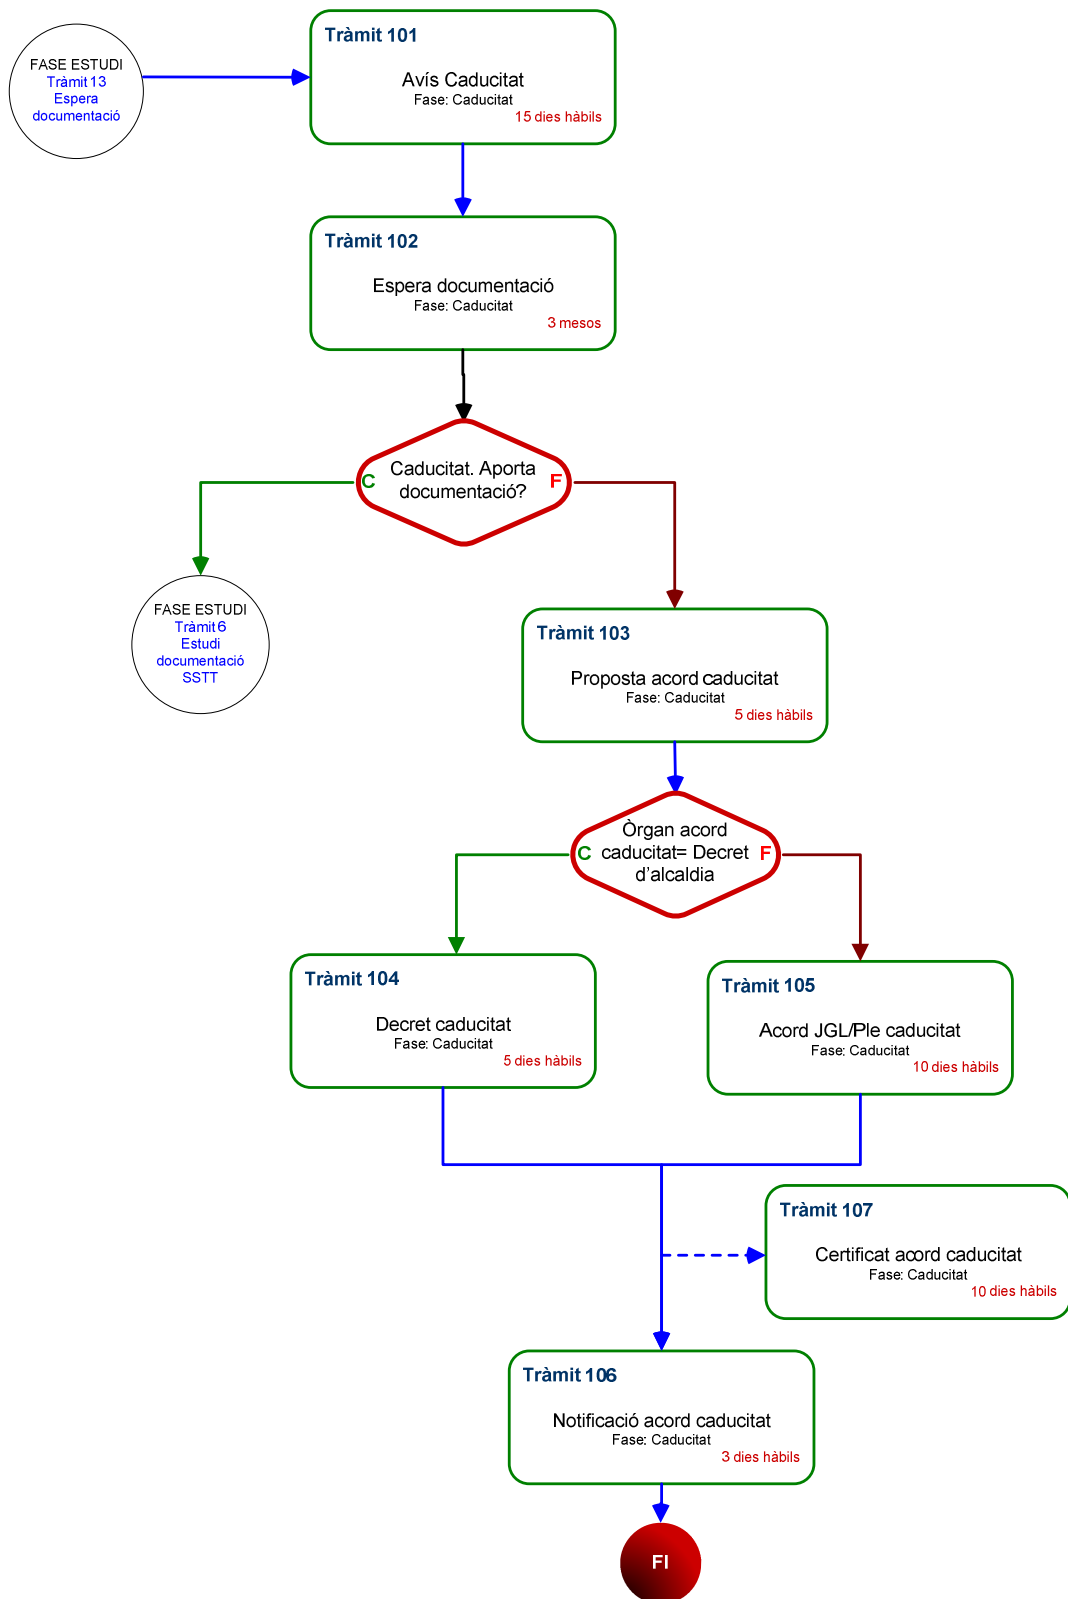 FASE ESTUDI
Tràmit 13
Espera
documentació
Tràmit 101
Avís Caducitat
Fase: Caducitat
15 dies hàbils
Tràmit 102
Espera documentació
Fase: Caducitat
3 mesos
C
Caducitat. Aporta
documentació?
F
FASE ESTUDI
Tràmit 6
Estudi
documentació
SSTT
Tràmit 103
Proposta acord caducitat
Fase: Caducitat
5 dies hàbils
Òrgan acord
C
caducitat= Decret
F
d'alcaldia
Tràmit 104
Decret caducitat
Fase: Caducitat
5 dies hàbils
Tràmit 105
Acord JGL/Ple caducitat
Fase: Caducitat
10 dies hàbils
Tràmit 107
Certificat acord caducitat
Fase: Caducitat
10 dies hàbils
Tràmit 106
Notificació acord caducitat
Fase: Caducitat
3 dies hàbils
FI